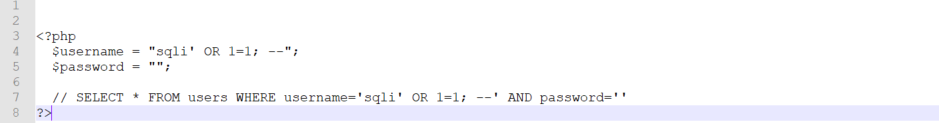 1
2
3 <?php
4 $username = "sqli' OR 1=1; --";
5 $password = "";
6
7 // SELECT * FROM users WHERE username='sqli' OR 1=1; --' AND password=''
8 ?>